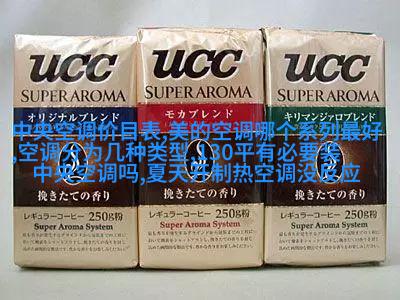 ucc ucc ucc
SUPER AROMA SUPER AROMA SUPER AROMA
オリジナルブレンド モカブレンド キリマンジァロブレンド
中央空调价目表,美的空调哪个系列最好
,空调分为几种类型,130平有必要装
中央空调吗,夏天开制热空调没反应
挽きたての香り 挽きたての香り 挽きたての香り
レギュラーコーヒー 250g粉 レギュラーコーヒー 250g粉 レギュラーコーヒー 250g粉
Super Aroma System Super Aroma System Super Aroma System